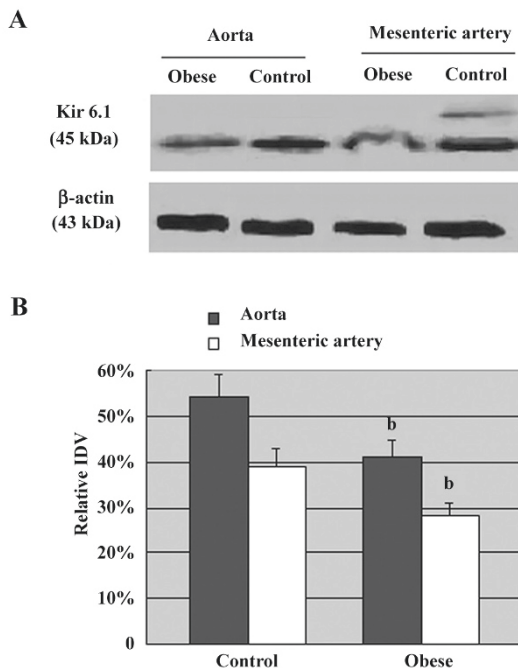 A
Aorta Mesenteric artery
Obese Control Obese Control
Kir 6.1
(45 kDa)
β-actin
(43 kDa)
B
Aorta
Mesenteric artery
60%
50%
40%
30%
20%
10%
0
Relative IDV
b
b
Control Obese